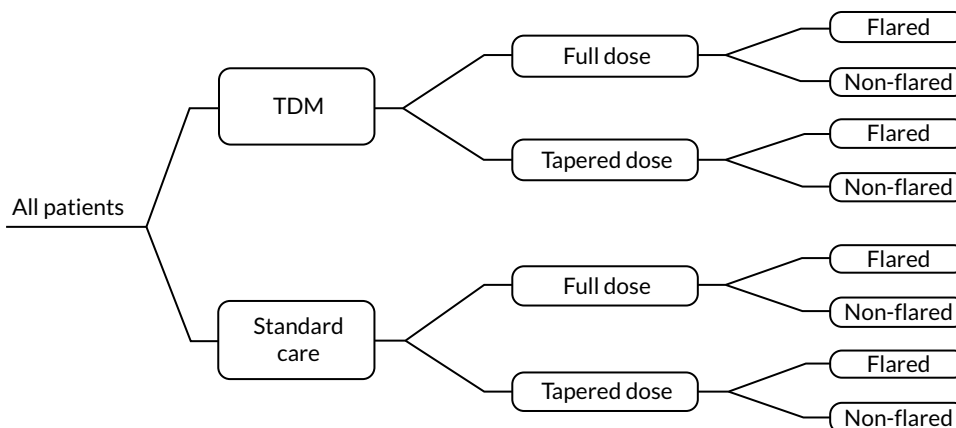 Flared
Full dose
Non-flared
TDM
Flared
Tapered dose
Non-flared
All patients
Flared
Full dose
Non-flared
Standard
care
Flared
Tapered dose
Non-flared